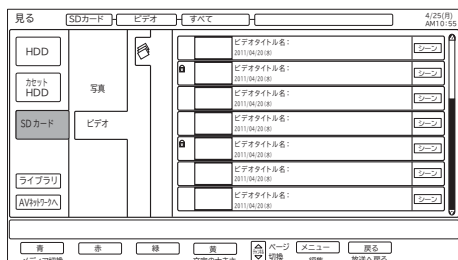 見る SDカード ビデオ すべて 4/25(月)
AM10:55
HDD
カセット
HDD
SDカード
ライブラリ
AVネットワークへ
写真
ビデオ
ビデオタイトル名:
2011/04/20(水)
シーン
ビデオタイトル名:
2011/04/20(水)
シーン
ビデオタイトル名:
2011/04/20(水)
シーン
ビデオタイトル名:
2011/04/20(水)
シーン
ビデオタイトル名:
2011/04/20(水)
シーン
ビデオタイトル名:
2011/04/20(水)
シーン
ビデオタイトル名:
2011/04/20(水)
シーン
青 赤 緑 黄 ページ メニュー 戻る
切換